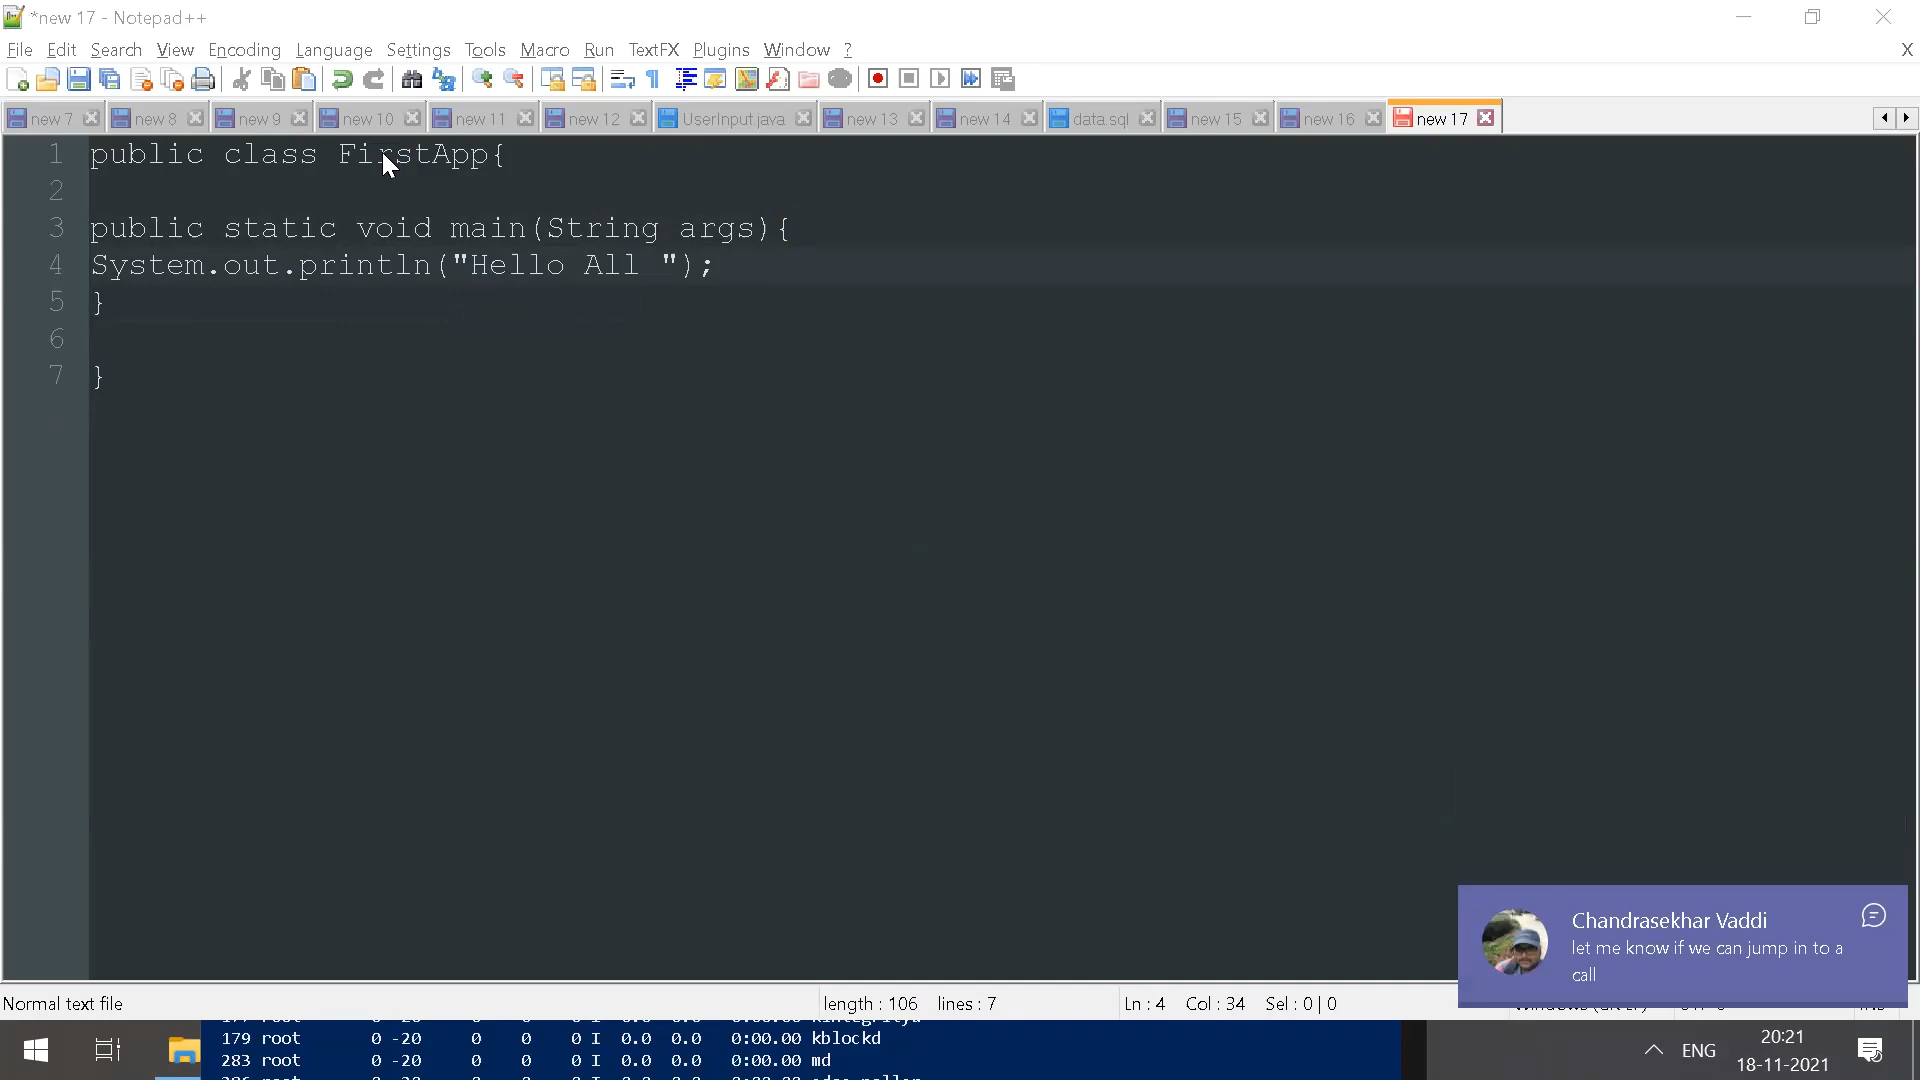 *new 17 - Notepad++
File Edit Search View Encoding Language Settings Tools Macro Run TextFX Plugins Window ? X
new 7 new 8 new 9 new 10 new 11 new 12 UserInput.java new 13 new 14 data.sql new 15 new 16 new 17
1 public class FirstApp{
2
3 public static void main(String args){
4 System.out.println("Hello All ");
5 }
6
7 }
Chandrasekhar Vaddi
let me know if we can jump in to a
call
Normal text file length : 106 lines : 7 Ln : 4 Col : 34 Sel : 0 | 0
179 root 0 -20 0 0 0 I 0.0 0.0 0:00.00 kblockd
283 root 0 -20 0 0 0 I 0.0 0.0 0:00.00 md
ENG
20:21
18-11-2021